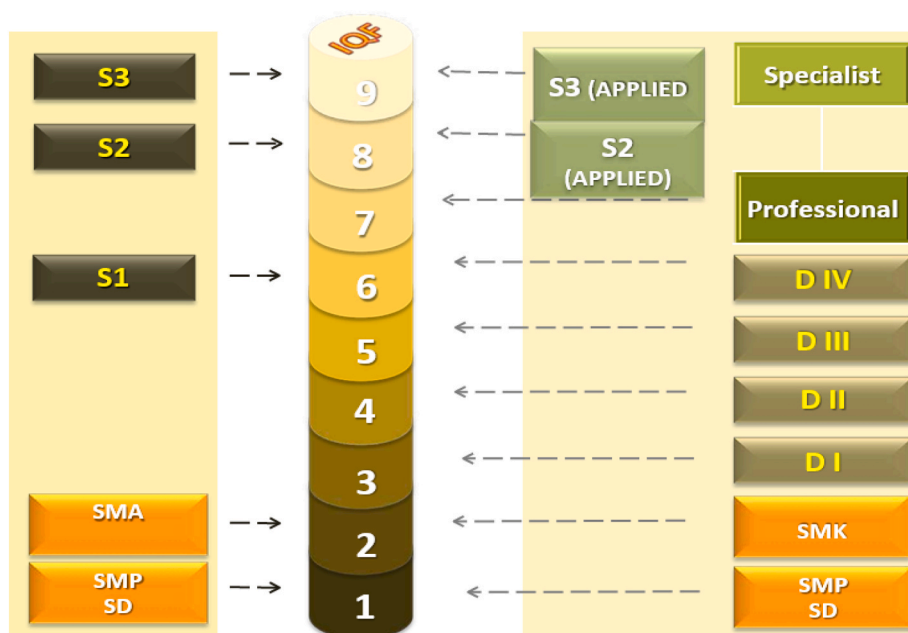 S3
S2
S1
SMA
SMP
SD
IQF
9
8
7
6
5
4
3
2
1
S3 (APPLIED
S2
(APPLIED)
Specialist
Professional
D IV
D III
D II
D I
SMK
SMP
SD